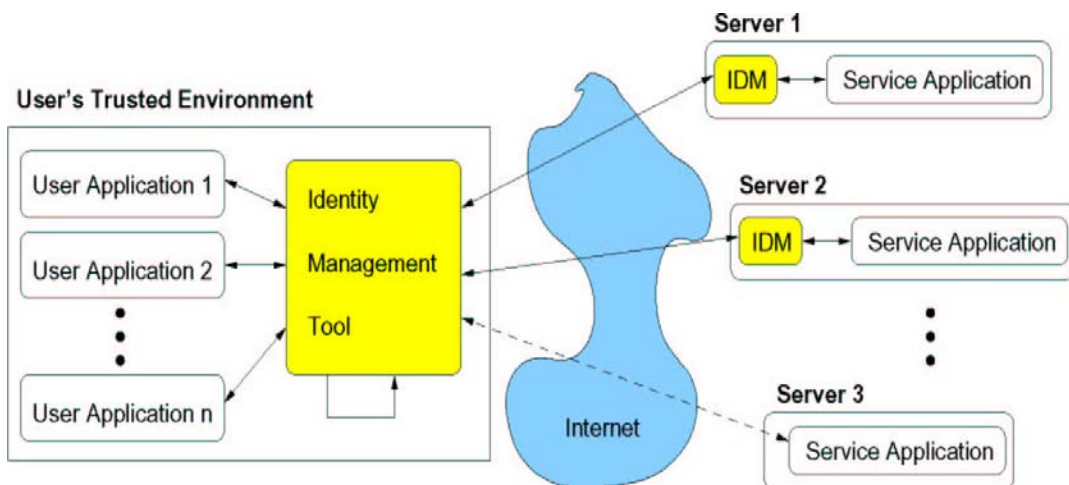 User's Trusted Environment
User Application 1
User Application 2
User Application n
Identity
Management
Tool
Internet
Server 1
IDM
Service Application
Server 2
IDM
Service Application
Server 3
Service Application